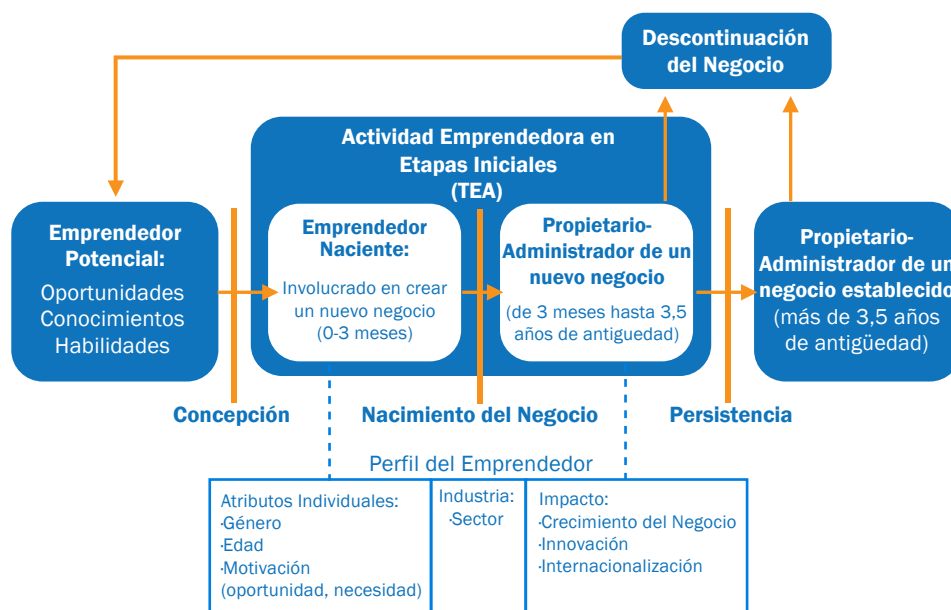 Descontinuación
del Negocio
Actividad Emprendedora en
Etapas Iniciales
(TEA)
Emprendedor
Potencial:
Oportunidades
Conocimientos
Habilidades
Emprendedor
Naciente:
Involucrado en crear
un nuevo negocio
(0-3 meses)
Propietario-
Administrador de un
nuevo negocio
(de 3 meses hasta 3,5
años de antiguedad)
Propietario-
Administrador de un
negocio establecido
(más de 3,5 años
de antigüedad)
Concepción
Nacimiento del Negocio
Persistencia
Perfil del Emprendedor
Atributos Individuales:
·Género
·Edad
·Motivación
(oportunidad, necesidad)
Industria:
·Sector
Impacto:
·Crecimiento del Negocio
·Innovación
·Internacionalización